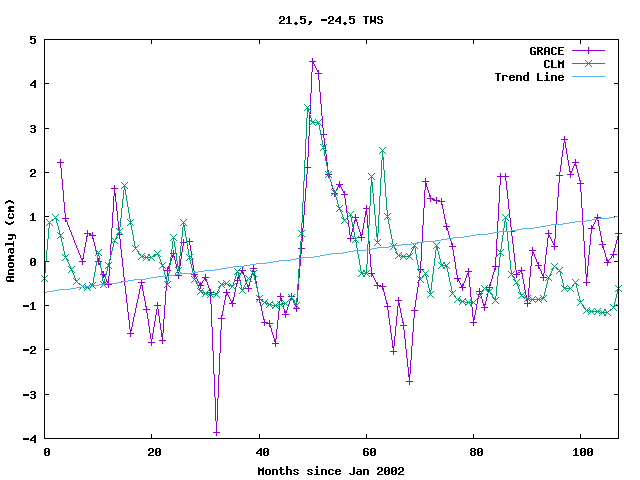 21.5, -24.5 TWS
GRACE
CLM
Trend Line
5
4
3
2
1
0
-1
-2
-3
-4
Anomaly (cm)
0 20 40 60 80 100
Months since Jan 2002